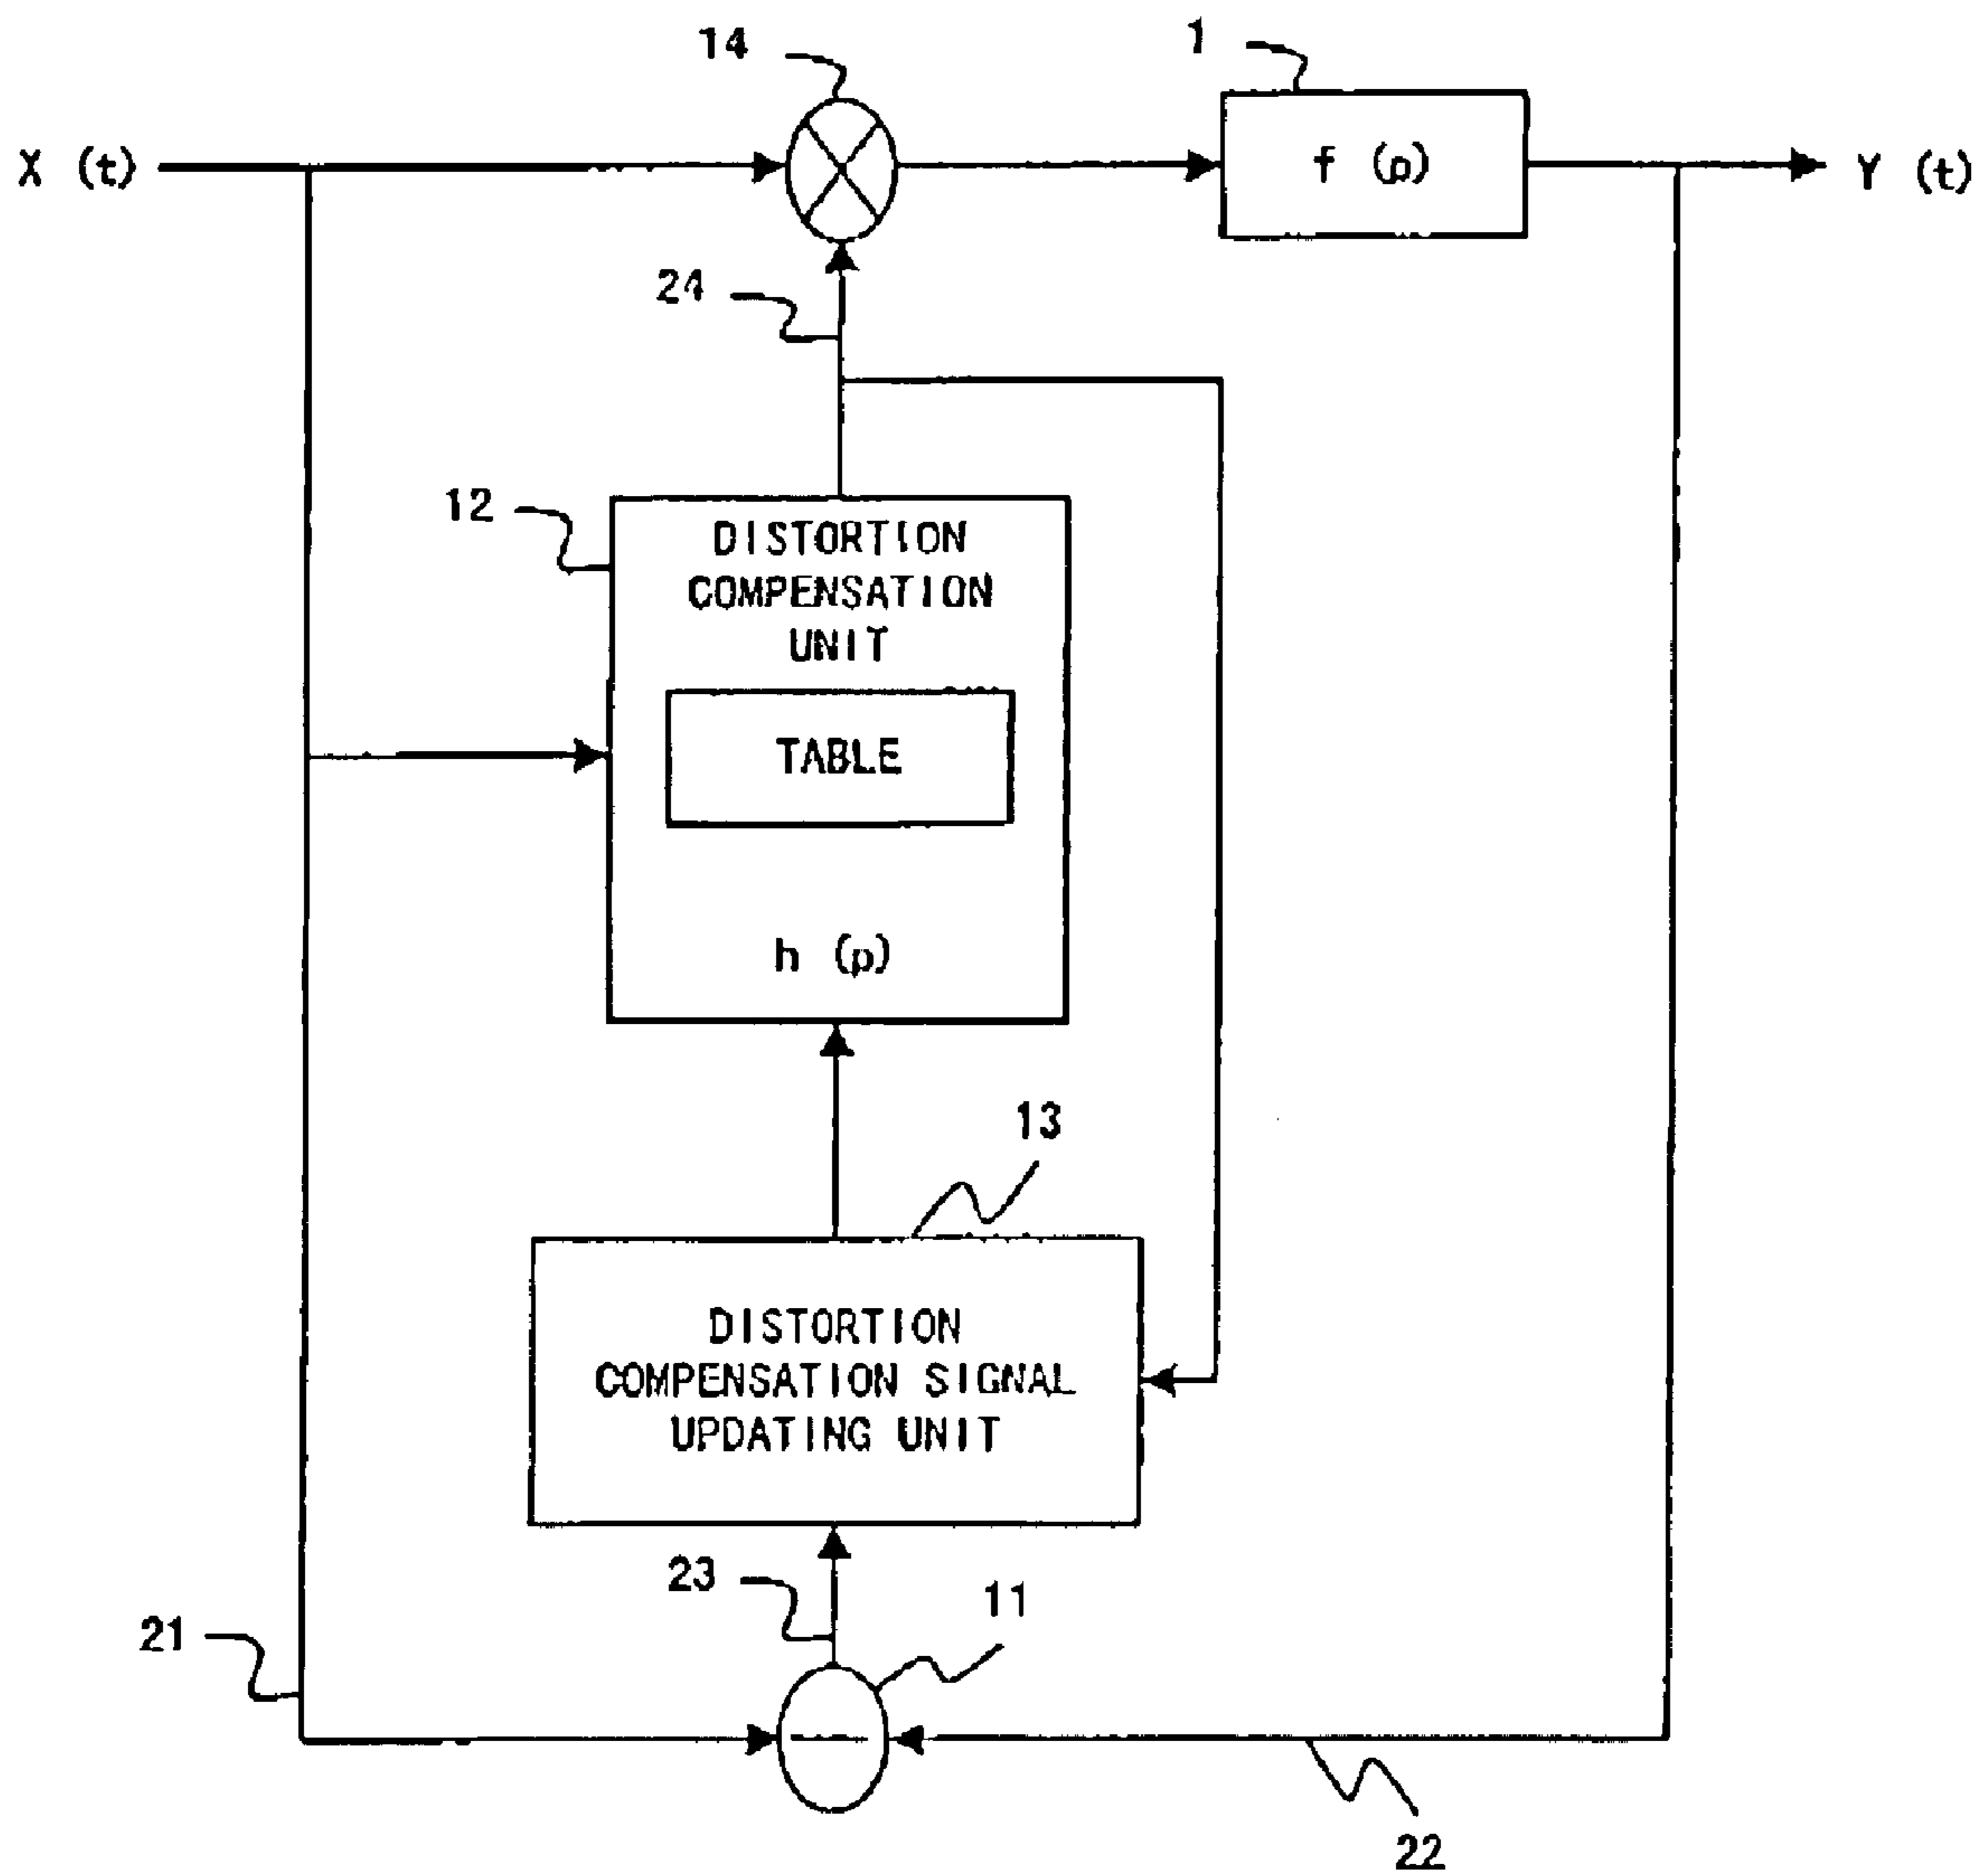 14
1
X (t)
f (p)
Y (t)
24
12
DISTORTION
COMPENSATION
UNIT
TABLE
h (p)
13
DISTORTION
COMPENSATION SIGNAL
UPDATING UNIT
23
11
21
22